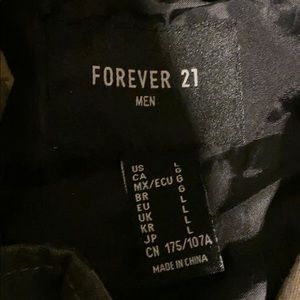 FOREVER 21
MEN
US L
CA G
MX/ECU G
BR G
EU L
UK L
KR L
JP L
CN 175/107A
MADE IN CHINA